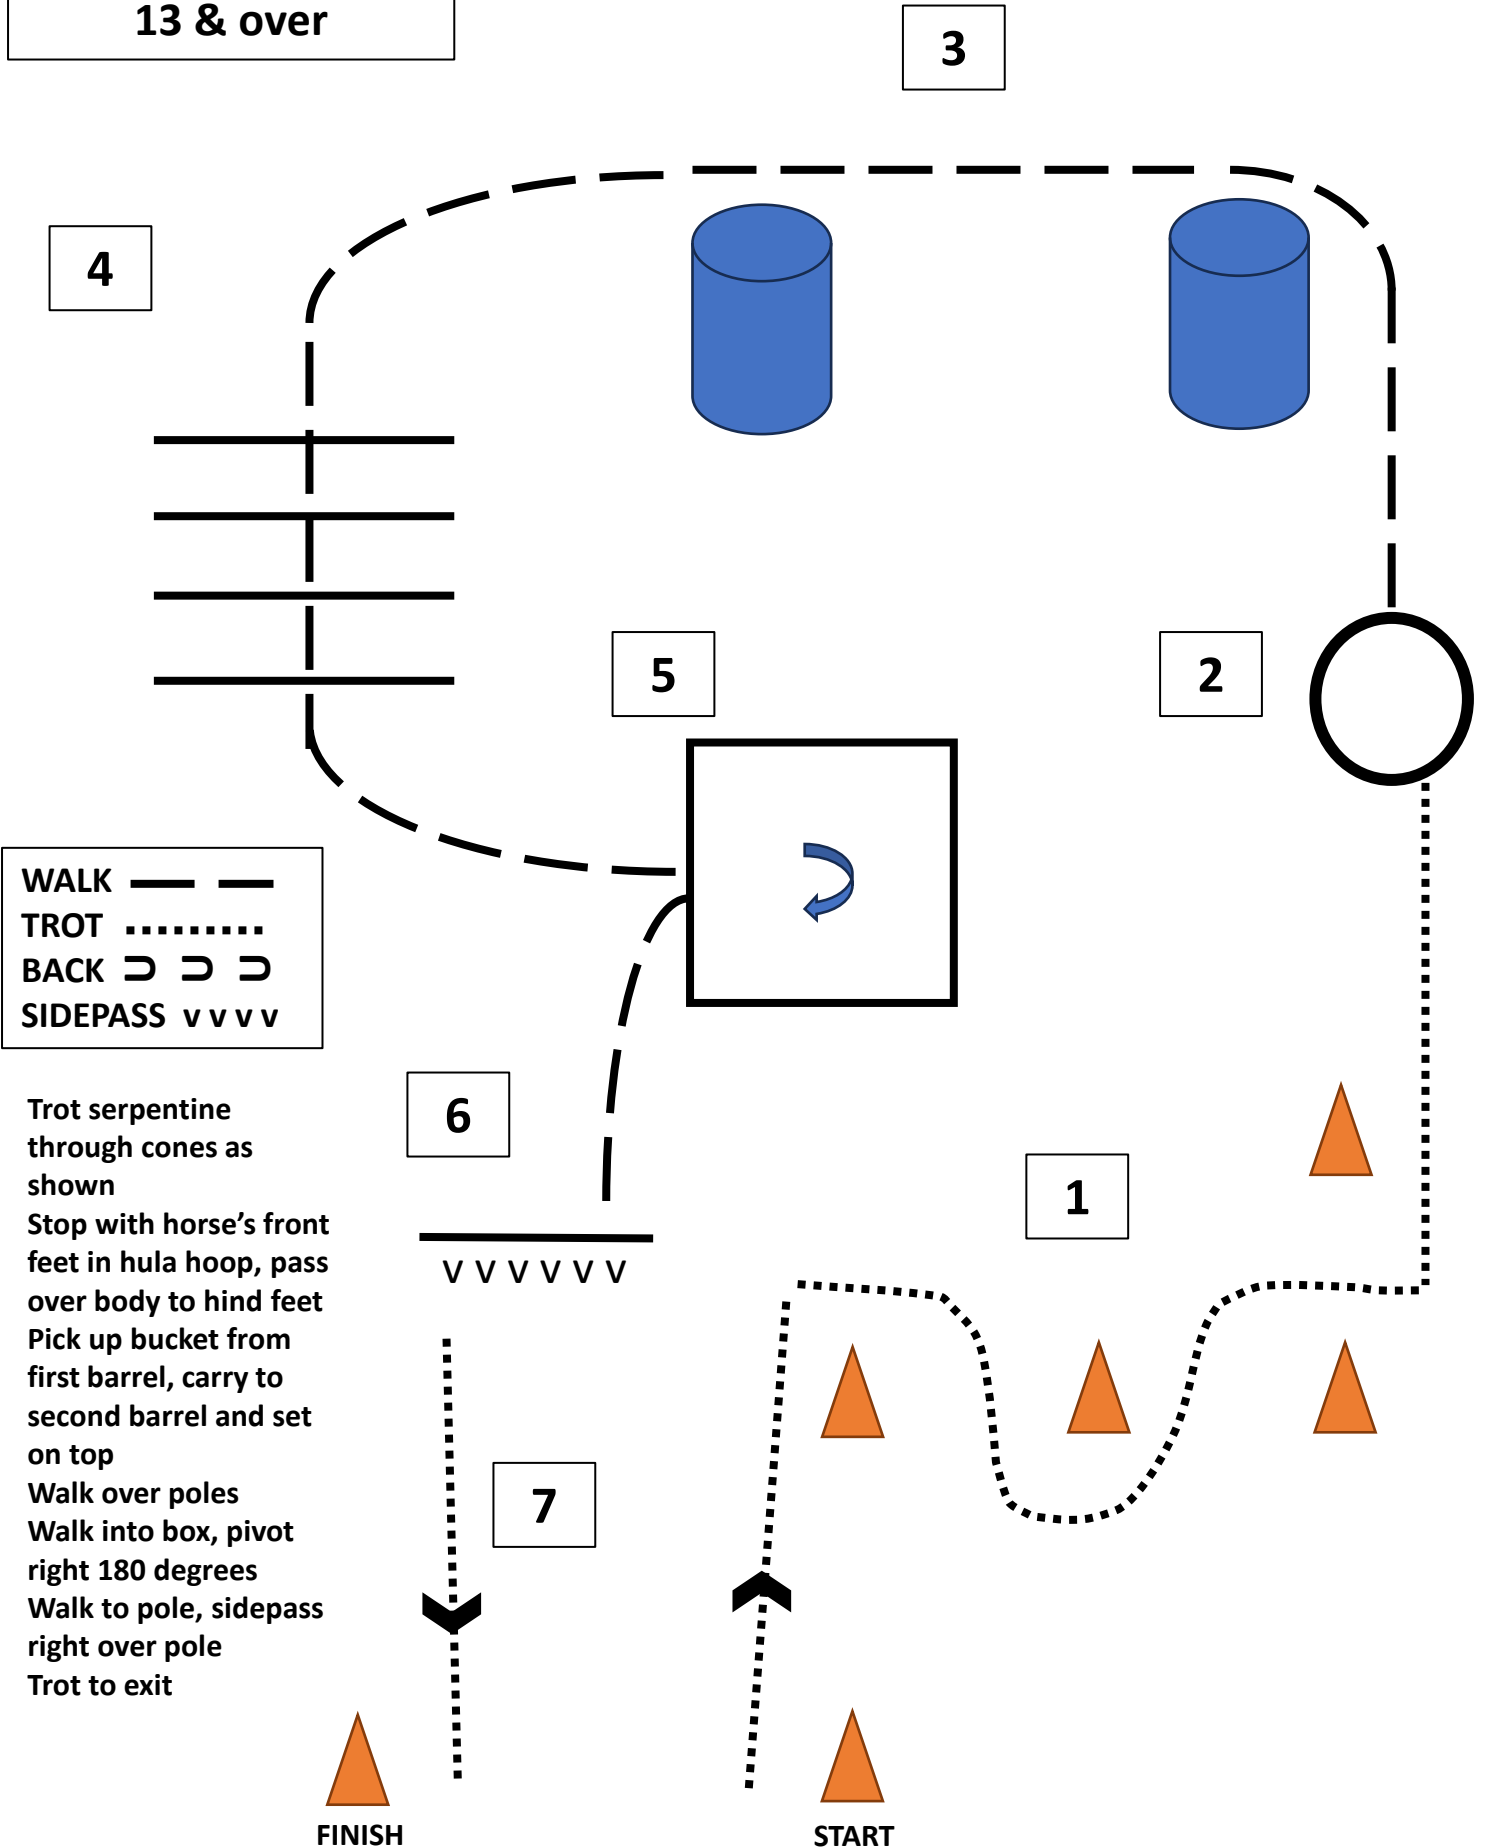 13 & over
3
4
5
2
WALK
TROT
BACK ⊃ ⊃ ⊃
SIDEPASS v v v v
6
1
Trot serpentine
through cones as
shown
Stop with horse’s front
feet in hula hoop, pass
over body to hind feet
Pick up bucket from
first barrel, carry to
second barrel and set
on top
Walk over poles
Walk into box, pivot
right 180 degrees
Walk to pole, sidepass
right over pole
Trot to exit
V V V V V V
7
FINISH
START